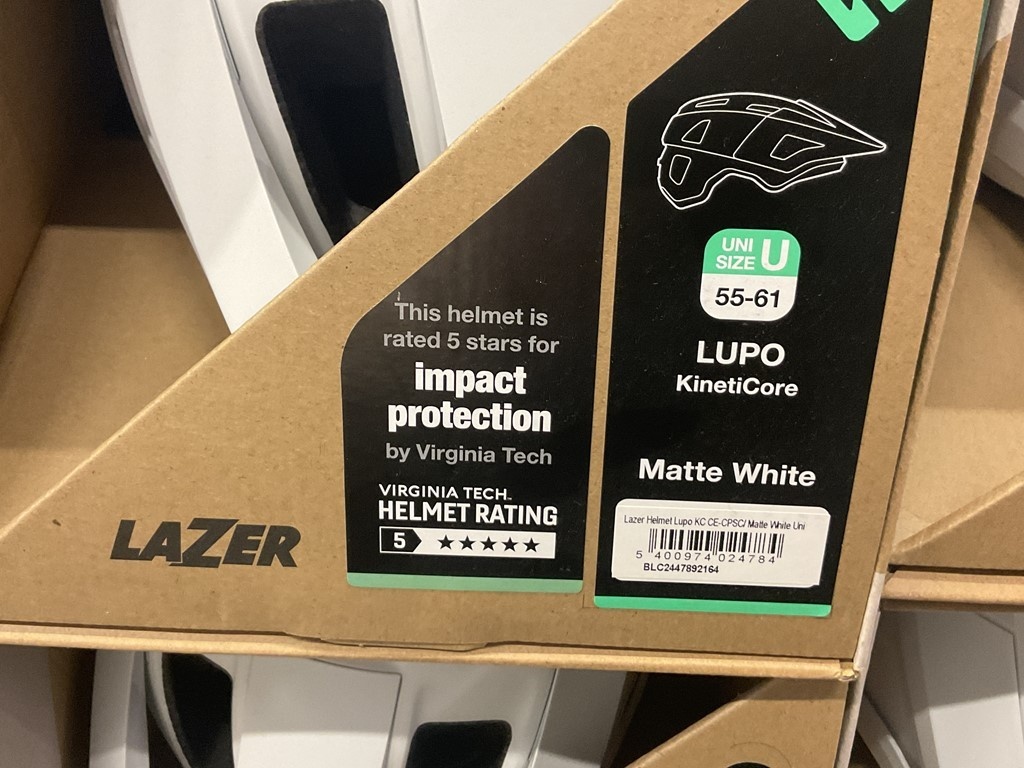 This helmet is
rated 5 stars for
impact
protection
by Virginia Tech
VIRGINIA TECH™
HELMET RATING
5 ★★★★★
LAZER
UNI
SIZE U
55-61
LUPO
KinetiCore
Matte White
Lazer Helmet Lupo KC CE-CPSC/ Matte White Uni
5 400974 024784
BLC2447892164